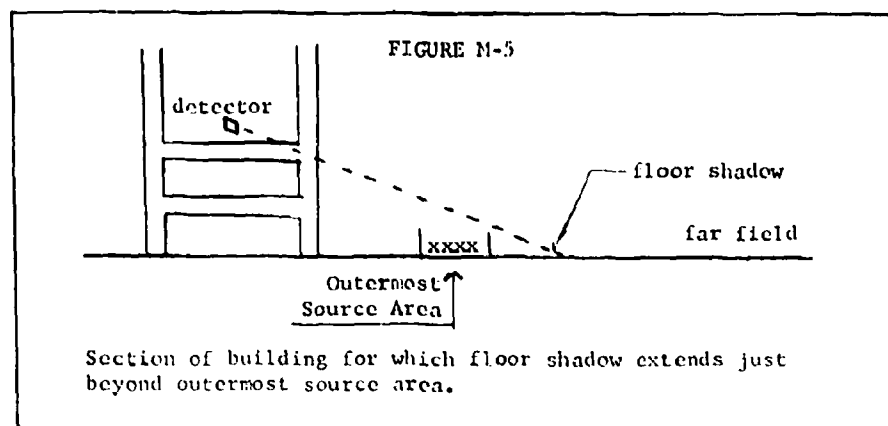 FIGURE M-5
detector
floor shadow
far field
xxxx
Outermost
Source Area
Section of building for which floor shadow extends just
beyond outermost source area.